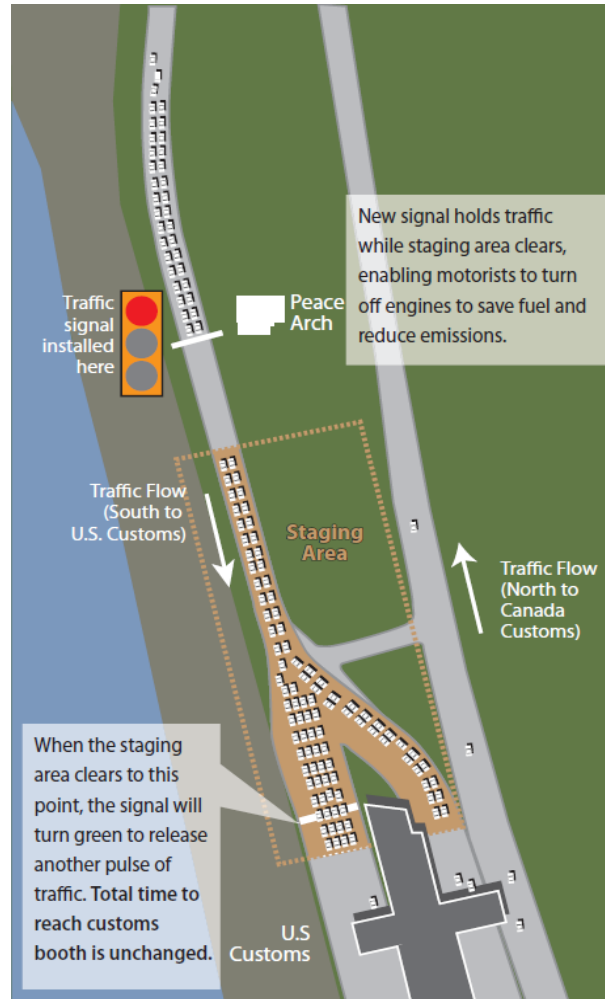 New signal holds traffic
while staging area clears,
enabling motorists to turn
off engines to save fuel and
reduce emissions.
Traffic
signal
installed
here
Peace
Arch
Traffic Flow
(South to
U.S. Customs)
Staging
Area
Traffic Flow
(North to
Canada
Customs)
When the staging
area clears to this
point, the signal will
turn green to release
another pulse of
traffic. Total time to
reach customs
booth is unchanged.
U.S
Customs